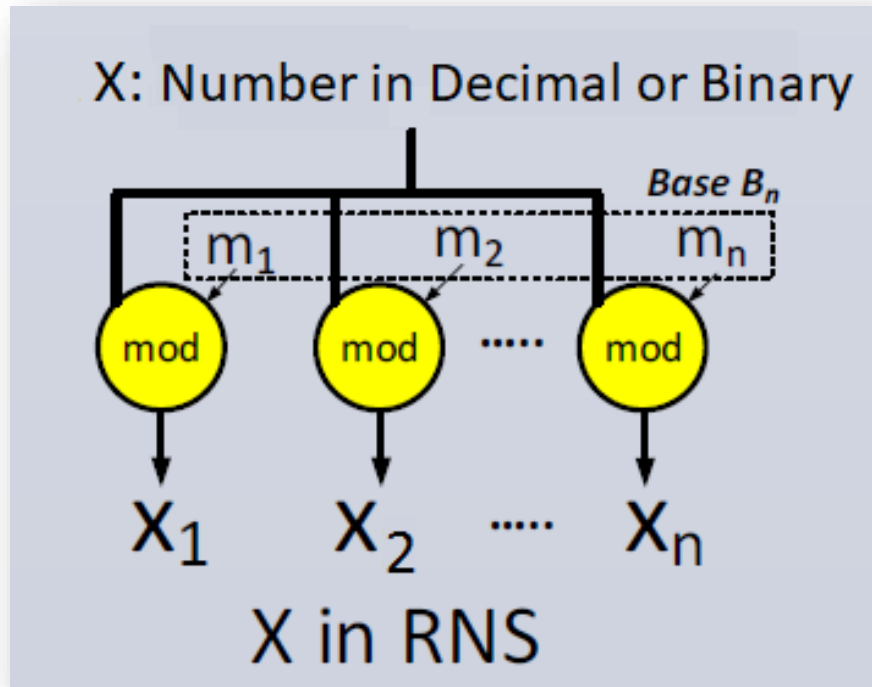 X: Number in Decimal or Binary
Base Bₙ
m₁ m₂ mₙ
mod mod ..... mod
x₁ x₂ ..... xₙ
X in RNS